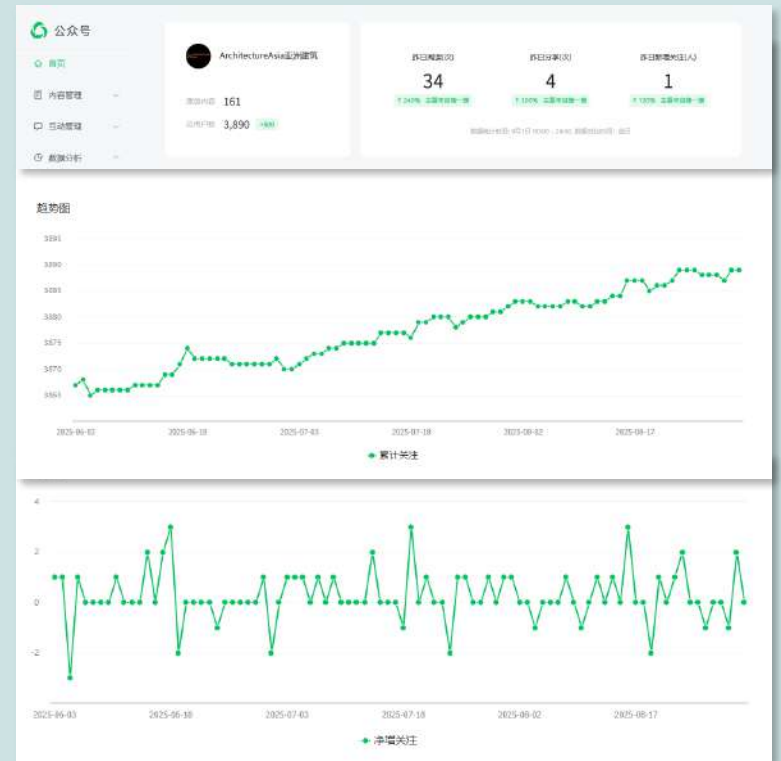 公众号
首页
内容管理
互动管理
数据分析
ArchitectureAsia亚洲建筑
原创内容 161
总用户数 3,890
昨日阅读(次)
34
昨日分享(次)
4
昨日新增关注(人)
1
趋势图
3891
3890
3885
3880
3875
3870
3865
2025-06-03
2025-06-18
2025-07-03
2025-07-18
2025-08-02
2025-08-17
累计关注
4
2
0
-2
2025-06-03
2025-06-18
2025-07-03
2025-07-18
2025-08-02
2025-08-17
净增关注